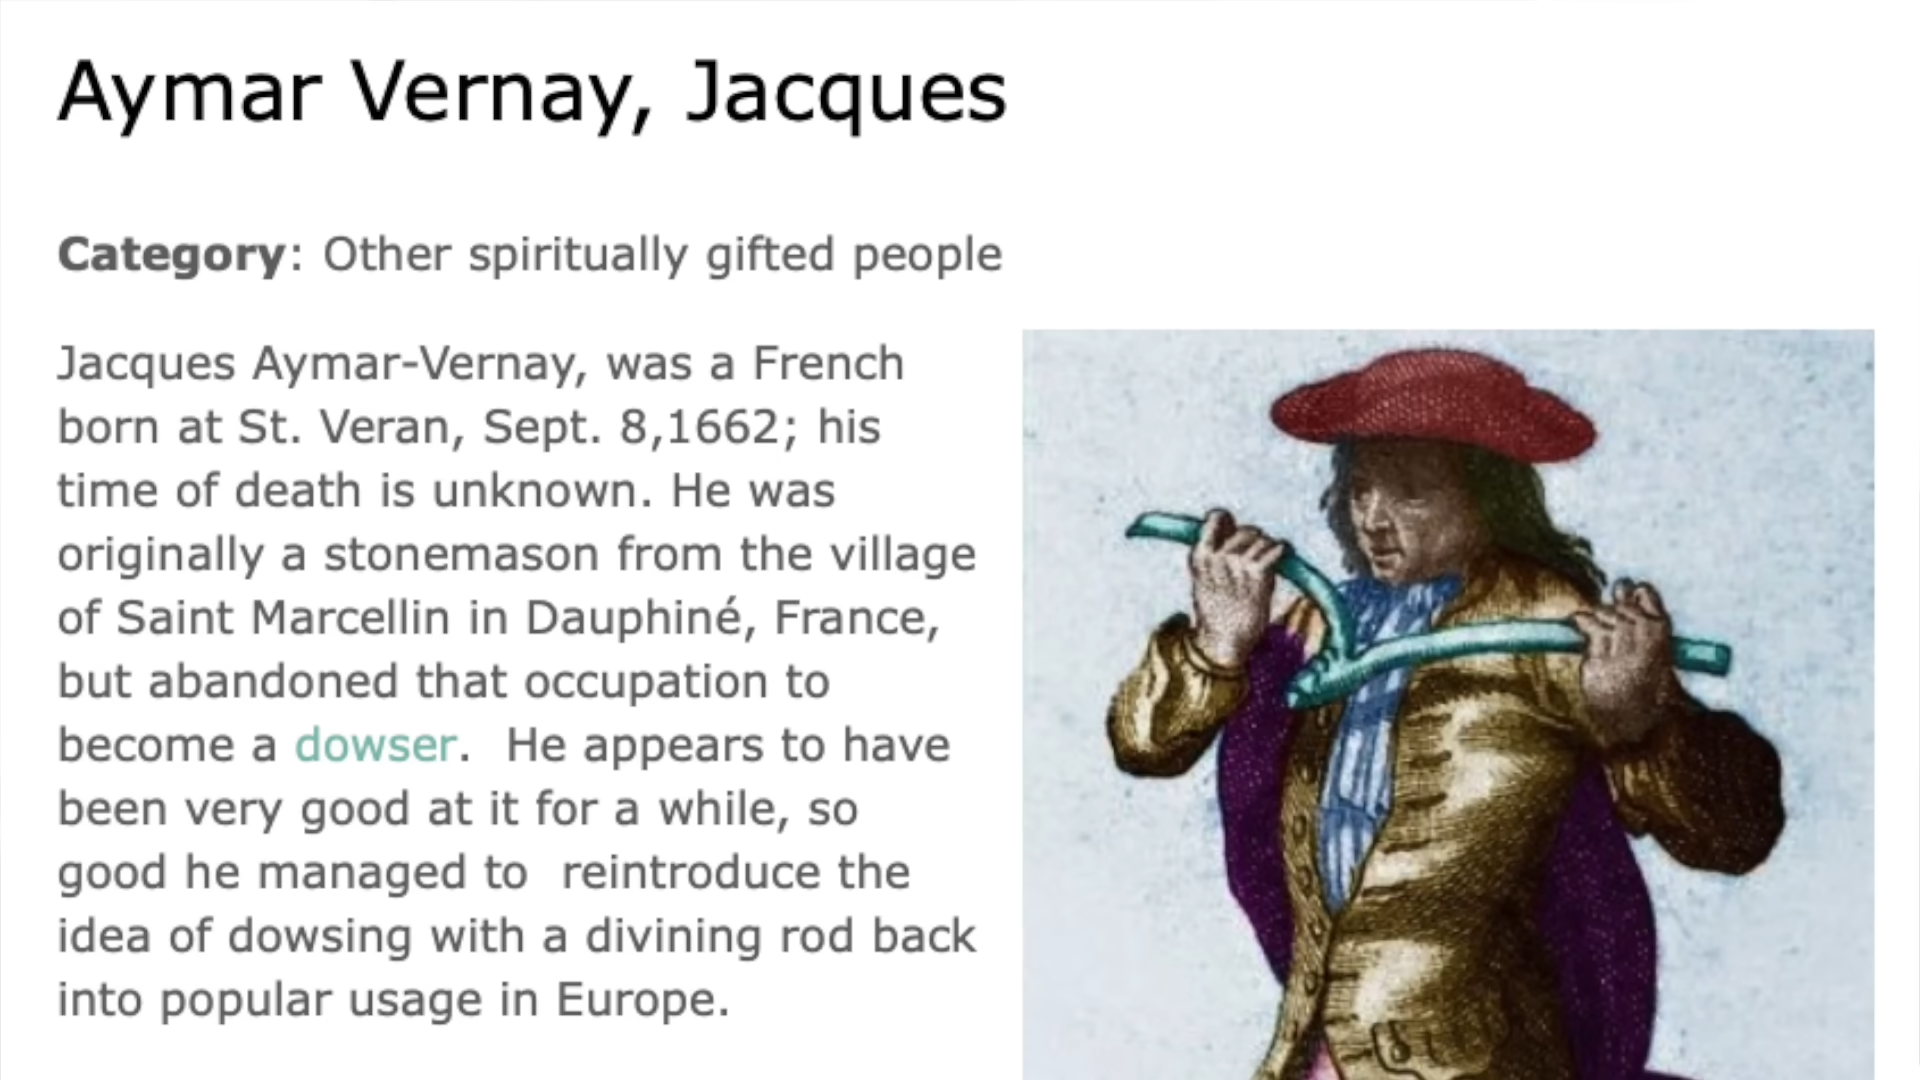 Aymar Vernay, Jacques
Category: Other spiritually gifted people
Jacques Aymar-Vernay, was a French
born at St. Veran, Sept. 8,1662; his
time of death is unknown. He was
originally a stonemason from the village
of Saint Marcellin in Dauphiné, France,
but abandoned that occupation to
become a dowser.  He appears to have
been very good at it for a while, so
good he managed to  reintroduce the
idea of dowsing with a divining rod back
into popular usage in Europe.